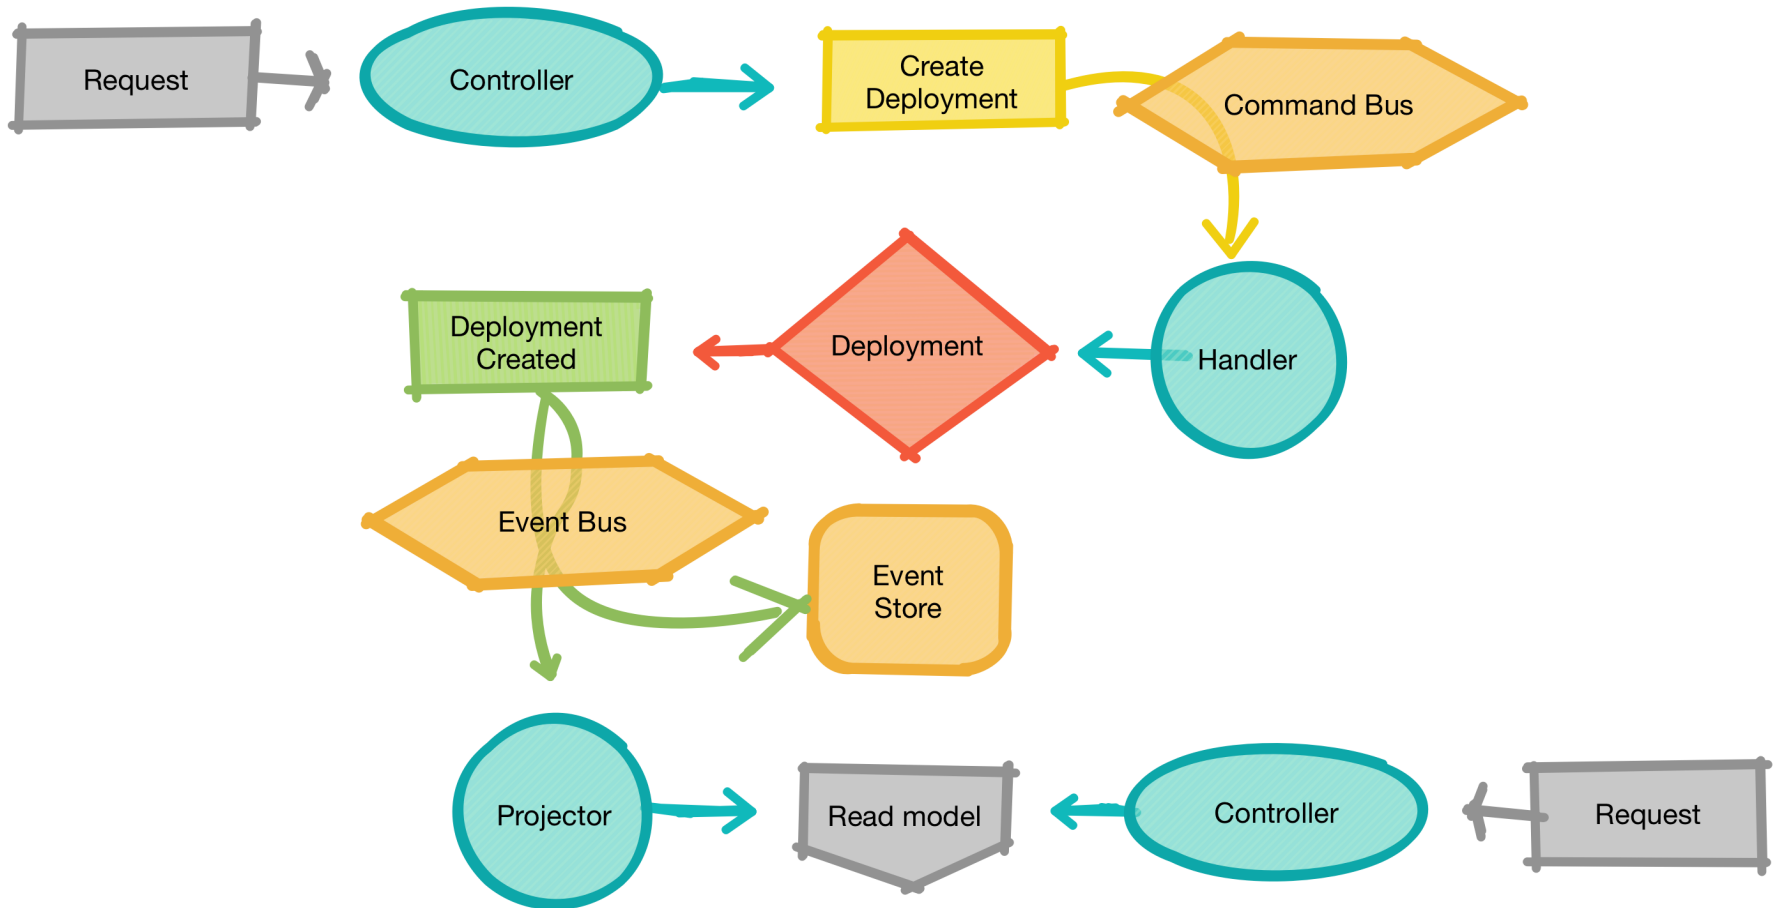 Request
Controller
Create
Deployment
Command Bus
Deployment
Created
Deployment
Handler
Event Bus
Event
Store
Projector
Read model
Controller
Request